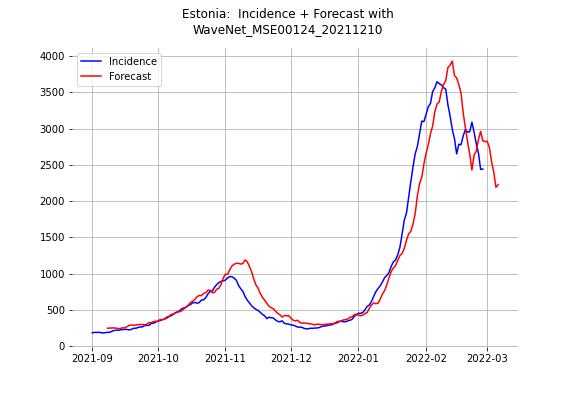 Estonia:  Incidence + Forecast with
WaveNet_MSE00124_20211210
Incidence
Forecast
4000
3500
3000
2500
2000
1500
1000
500
0
2021-09 2021-10 2021-11 2021-12 2022-01 2022-02 2022-03